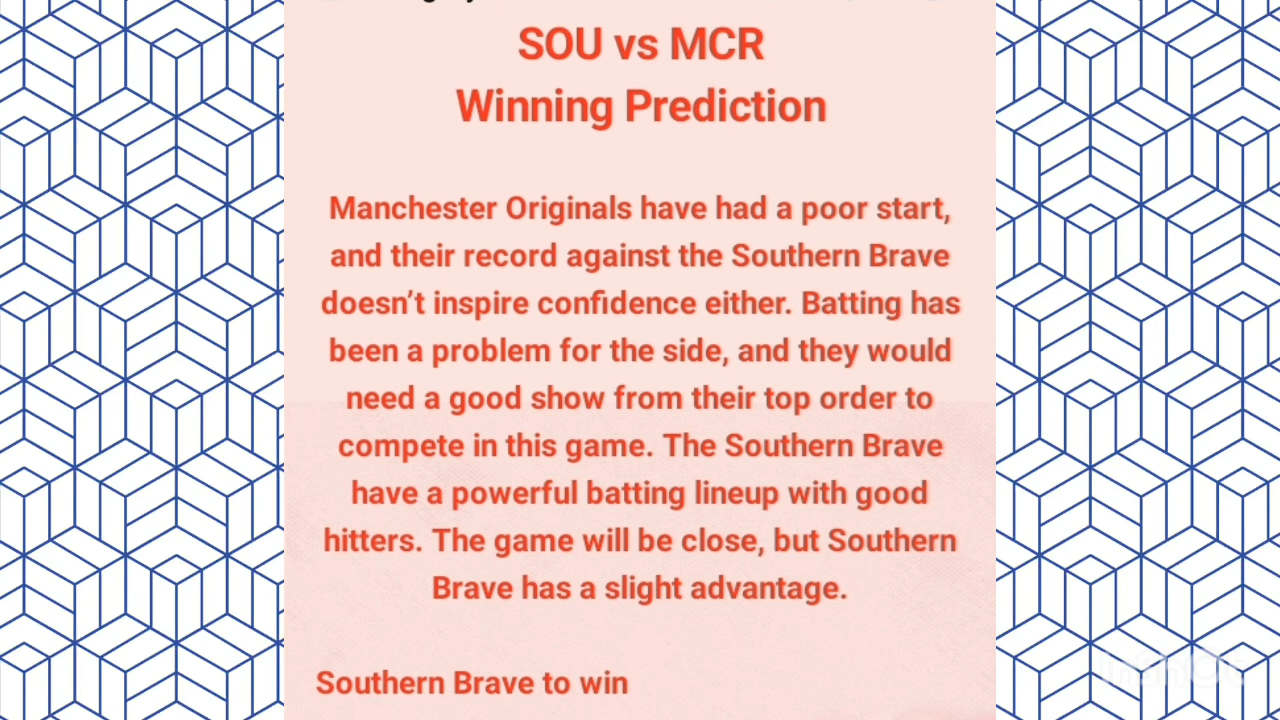 SOU vs MCR
Winning Prediction
Manchester Originals have had a poor start,
and their record against the Southern Brave
doesn’t inspire confidence either. Batting has
been a problem for the side, and they would
need a good show from their top order to
compete in this game. The Southern Brave
have a powerful batting lineup with good
hitters. The game will be close, but Southern
Brave has a slight advantage.
Southern Brave to win
InShOt